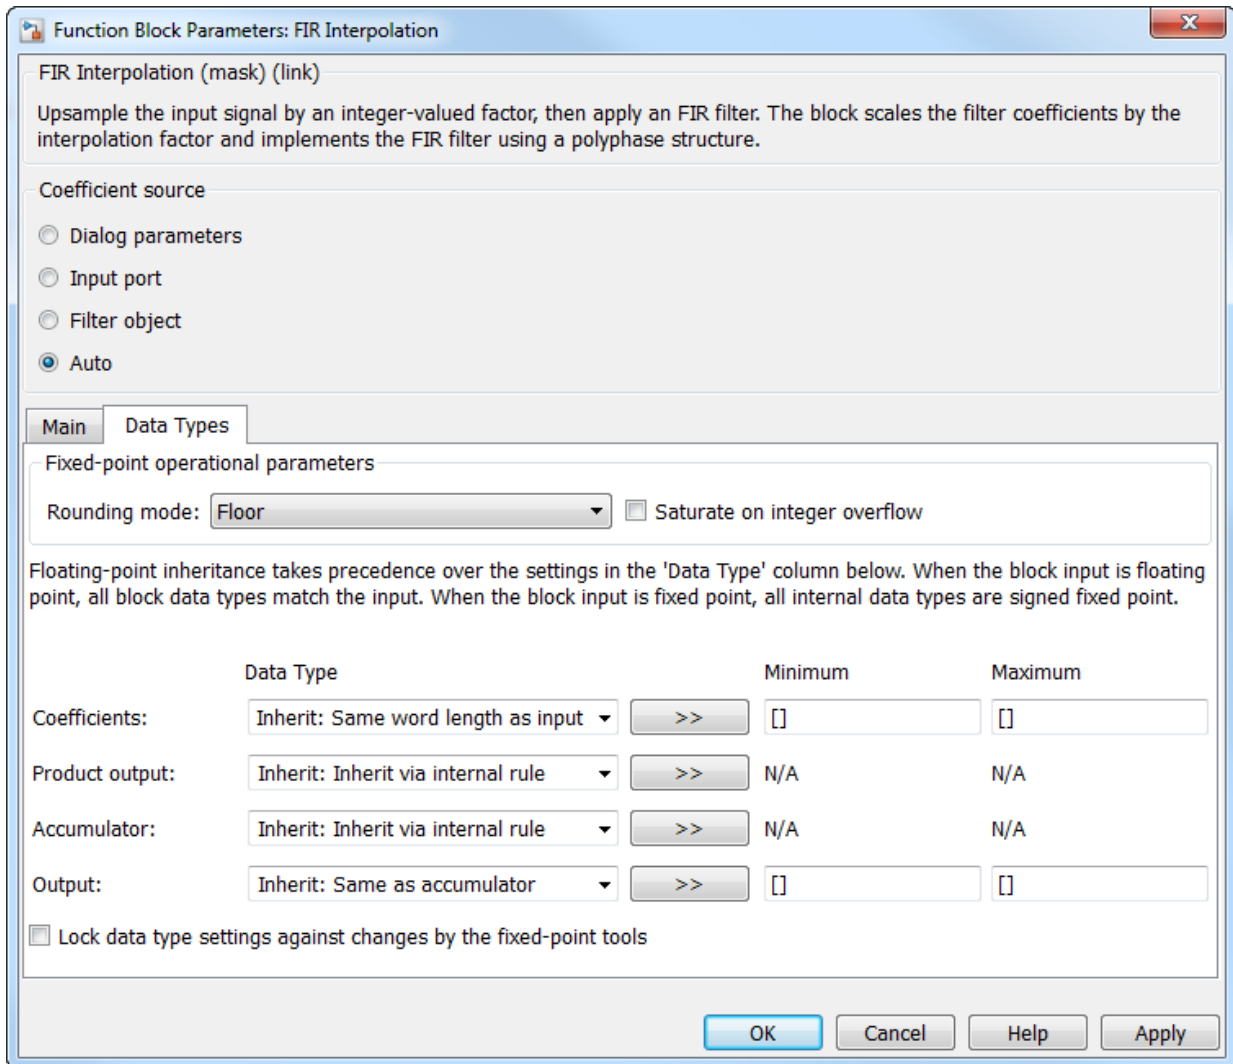 Function Block Parameters: FIR Interpolation
X
FIR Interpolation (mask) (link)
Upsample the input signal by an integer-valued factor, then apply an FIR filter. The block scales the filter coefficients by the
interpolation factor and implements the FIR filter using a polyphase structure.
Coefficient source
Dialog parameters
Input port
Filter object
Auto
Main Data Types
Fixed-point operational parameters
Rounding mode: Floor Saturate on integer overflow
Floating-point inheritance takes precedence over the settings in the 'Data Type' column below. When the block input is floating
point, all block data types match the input. When the block input is fixed point, all internal data types are signed fixed point.
Data Type Minimum Maximum
Coefficients: Inherit: Same word length as input >> [] []
Product output: Inherit: Inherit via internal rule >> N/A N/A
Accumulator: Inherit: Inherit via internal rule >> N/A N/A
Output: Inherit: Same as accumulator >> [] []
Lock data type settings against changes by the fixed-point tools
OK Cancel Help Apply